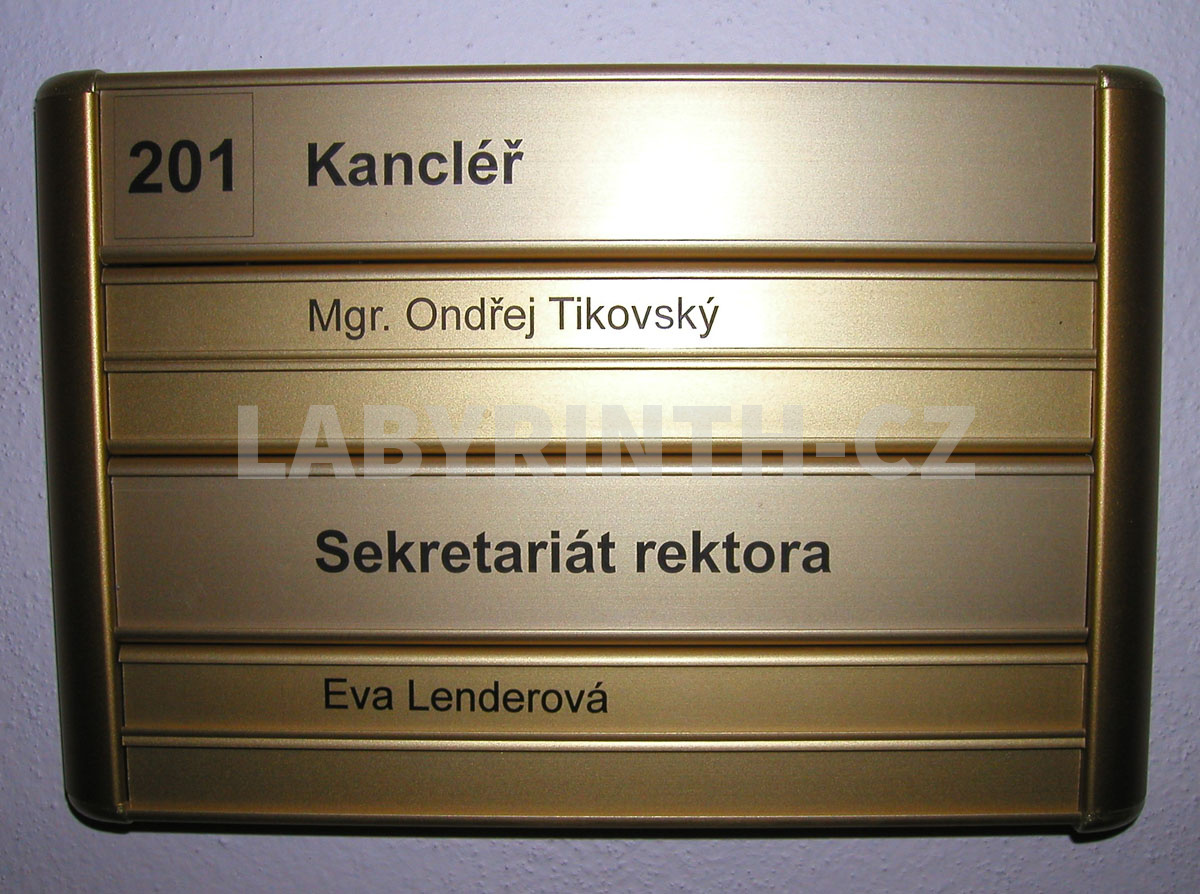 201 Kancléř
Mgr. Ondřej Tikovský
LABYRINTH-CZ
Sekretariát rektora
Eva Lenderová